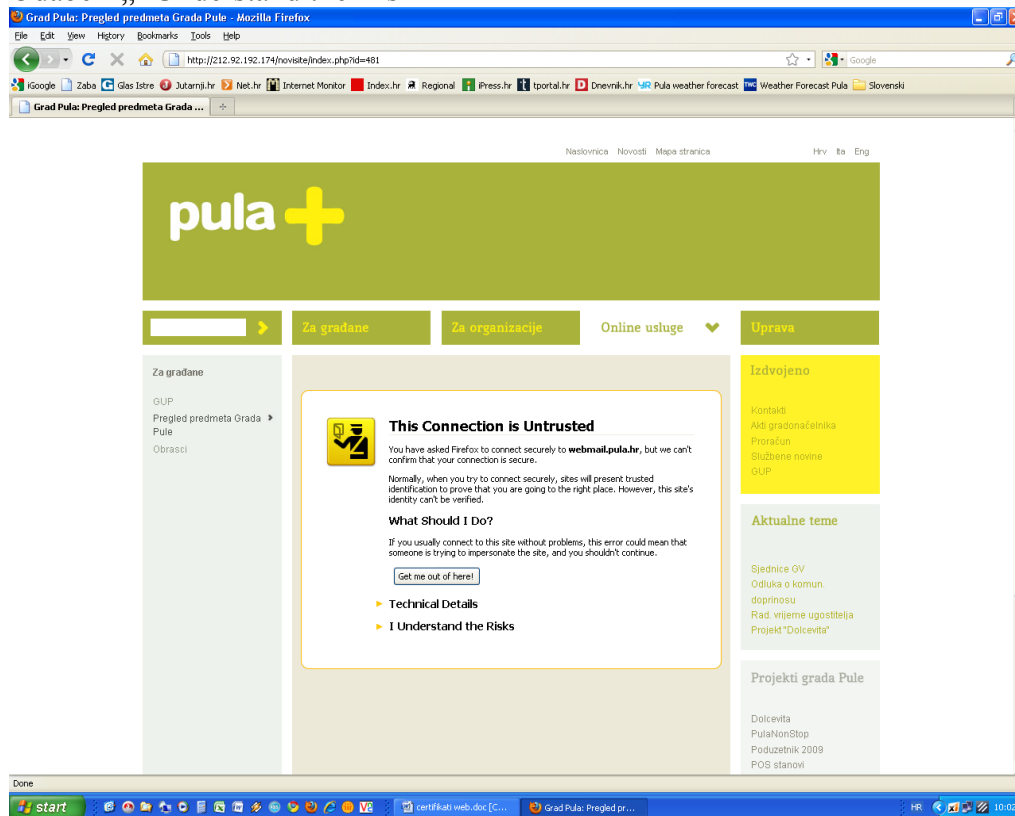 Grad Pula: Pregled predmeta Grada Pule - Mozilla Firefox
File Edit View History Bookmarks Tools Help
http://212.92.192.174/novisite/index.php?id=481
Google
iGoogle Zaba Glas Istre Jutarnji.hr Net.hr Internet Monitor Index.hr Regional iPress.hr tportal.hr Dnevnik.hr Pula weather forecast Weather Forecast Pula Slovenski
Grad Pula: Pregled predmeta Grada ...
Naslovnica Novosti Mapa stranica Hrv Ita Eng
pula +
Za građane Za organizacije Online usluge Uprava
Za građane
GUP
Pregled predmeta Grada
Pule
Obrasci
This Connection is Untrusted
You have asked Firefox to connect securely to webmail.pula.hr, but we can't
confirm that your connection is secure.
Normally, when you try to connect securely, sites will present trusted
identification to prove that you are going to the right place. However, this site's
identity can't be verified.
What Should I Do?
If you usually connect to this site without problems, this error could mean that
someone is trying to impersonate the site, and you shouldn't continue.
Get me out of here!
Technical Details
I Understand the Risks
Izdvojeno
Kontakti
Akti gradonačelnika
Proračun
Službene novine
GUP
Aktualne teme
Sjednice GV
Odluka o komun.
doprinosu
Rad. vrijeme ugostitelja
Projekt "Dolcevita"
Projekti grada Pule
Dolcevita
PulaNonStop
Poduzetnik 2009
POS stanovi
Done
start certifikati web.doc [C... Grad Pula: Pregled pr... HR 10:02